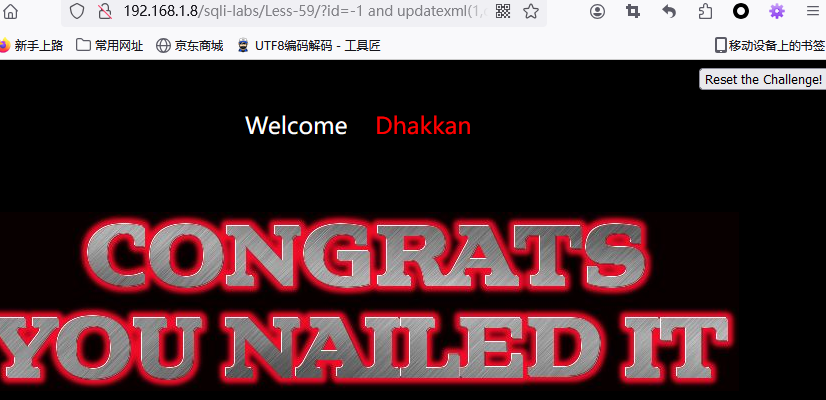 192.168.1.8/sqli-labs/Less-59/?id=-1 and updatexml(1,
新手上路 常用网址 京东商城 UTF8编码解码 - 工具匠 移动设备上的书签
Reset the Challenge!
Welcome Dhakkan
CONGRATS
YOU NAILED IT